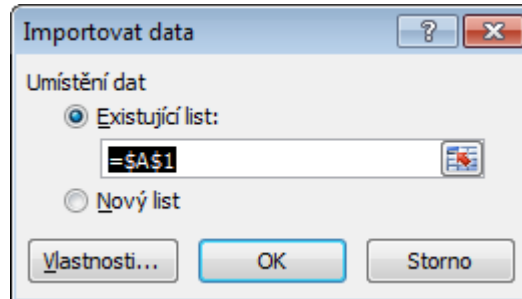 Importovat data
Umístění dat
Existující list:
=$A$1
Nový list
Vlastnosti... OK Storno